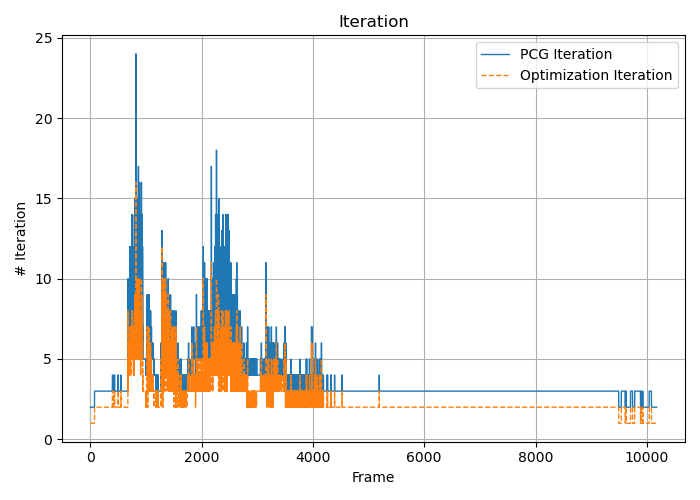 Iteration
25
20
15
10
5
0
# Iteration
PCG Iteration
Optimization Iteration
0 2000 4000 6000 8000 10000
Frame